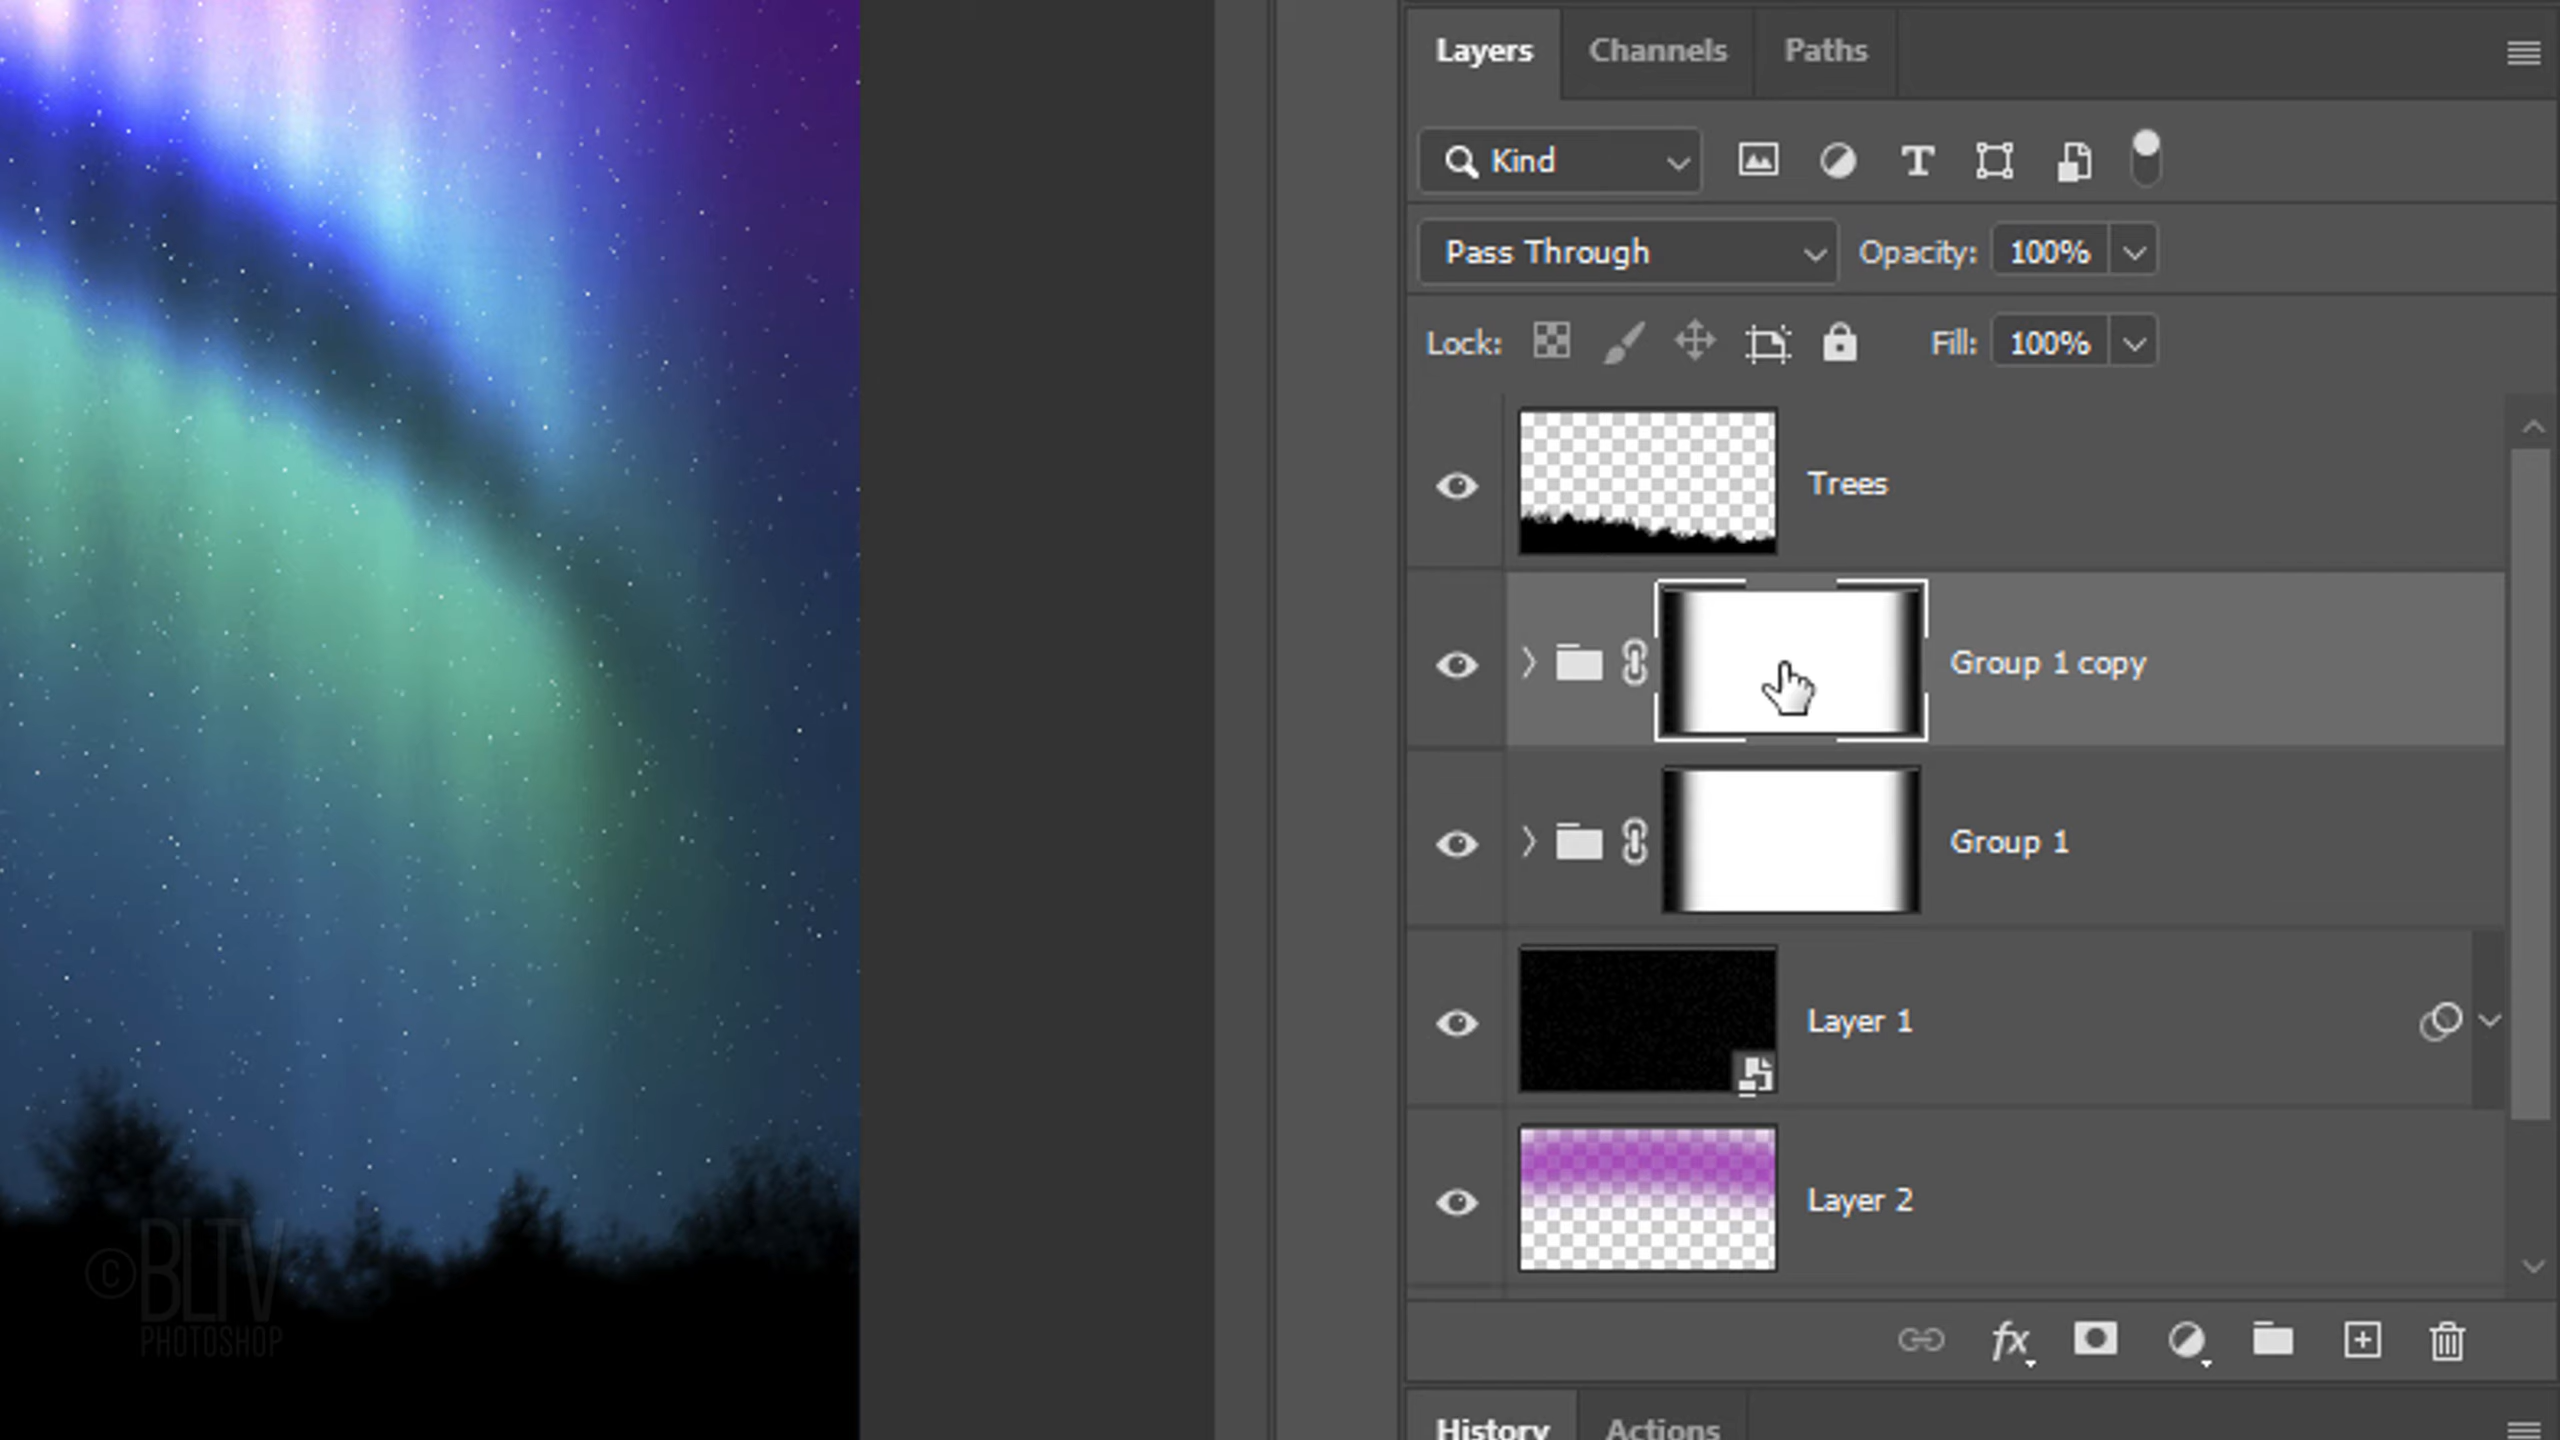 Layers Channels Paths
Kind
Pass Through Opacity: 100%
Lock: Fill: 100%
Trees
Group 1 copy
Group 1
Layer 1
Layer 2
fx
©BLTV
PHOTOSHOP
History Actions